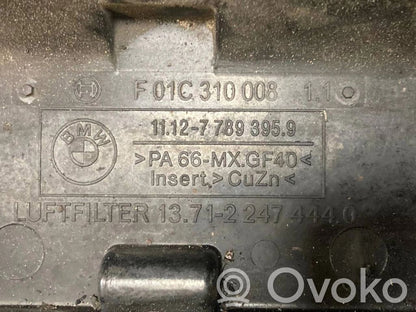 F 01C 310 008 1.1
BMW
11.12-7 789 395.9
>PA 66-MX.GF40<
Insert.>CuZn<
LUFTFILTER 13.71-2 247 444.0
Ovoko